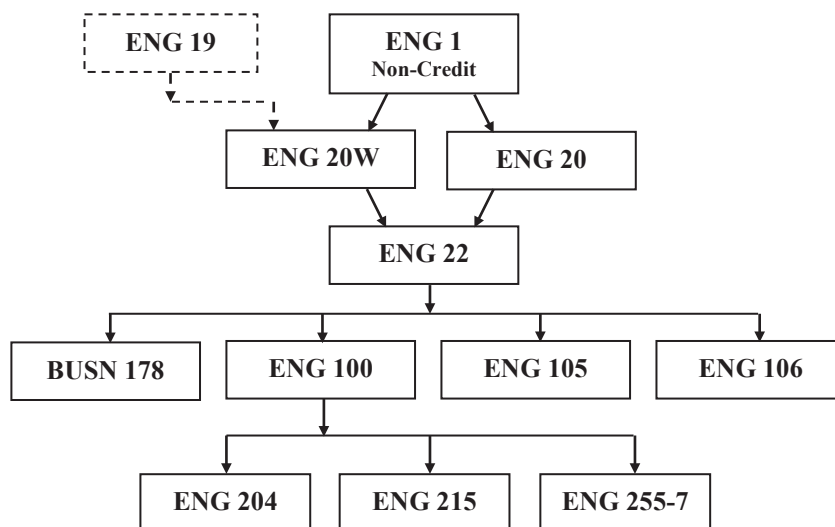 ENG 19
ENG 1
Non-Credit
ENG 20W
ENG 20
ENG 22
BUSN 178
ENG 100
ENG 105
ENG 106
ENG 204
ENG 215
ENG 255-7